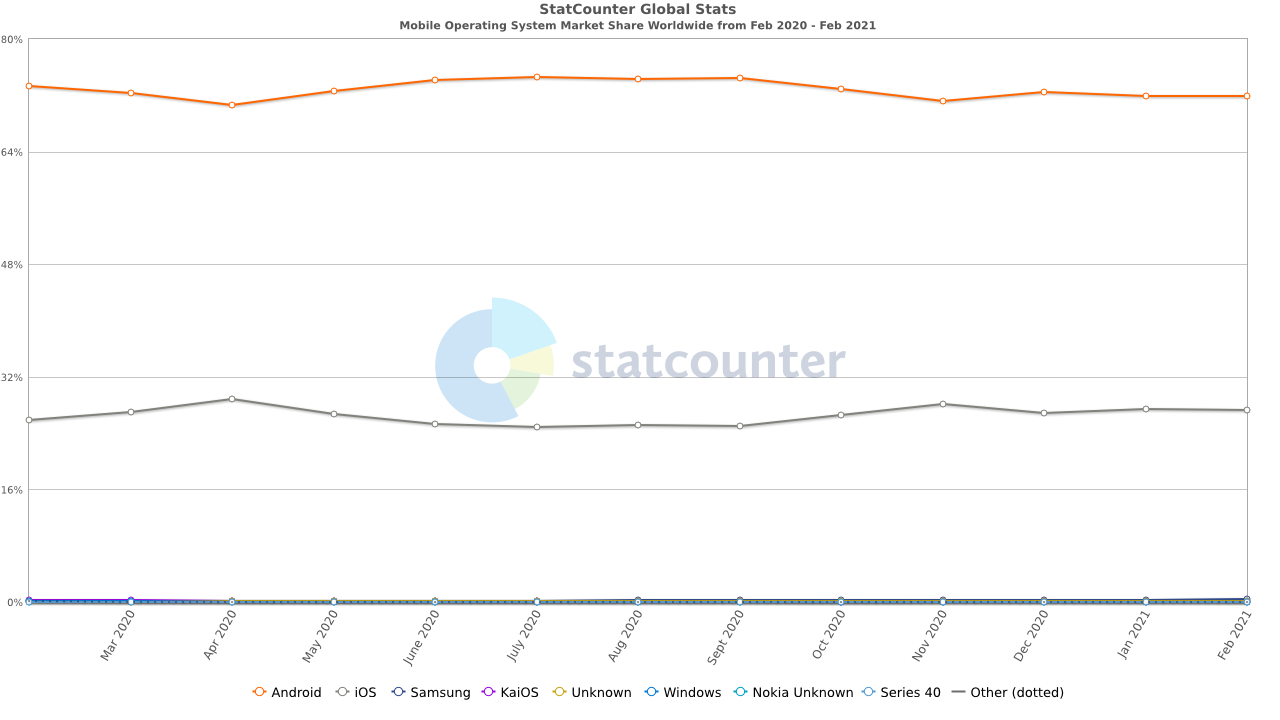 StatCounter Global Stats
Mobile Operating System Market Share Worldwide from Feb 2020 - Feb 2021
80%
64%
48%
32%
16%
0%
statcounter
Mar 2020
Apr 2020
May 2020
June 2020
July 2020
Aug 2020
Sept 2020
Oct 2020
Nov 2020
Dec 2020
Jan 2021
Feb 2021
Android iOS Samsung KaiOS Unknown Windows Nokia Unknown Series 40 Other (dotted)